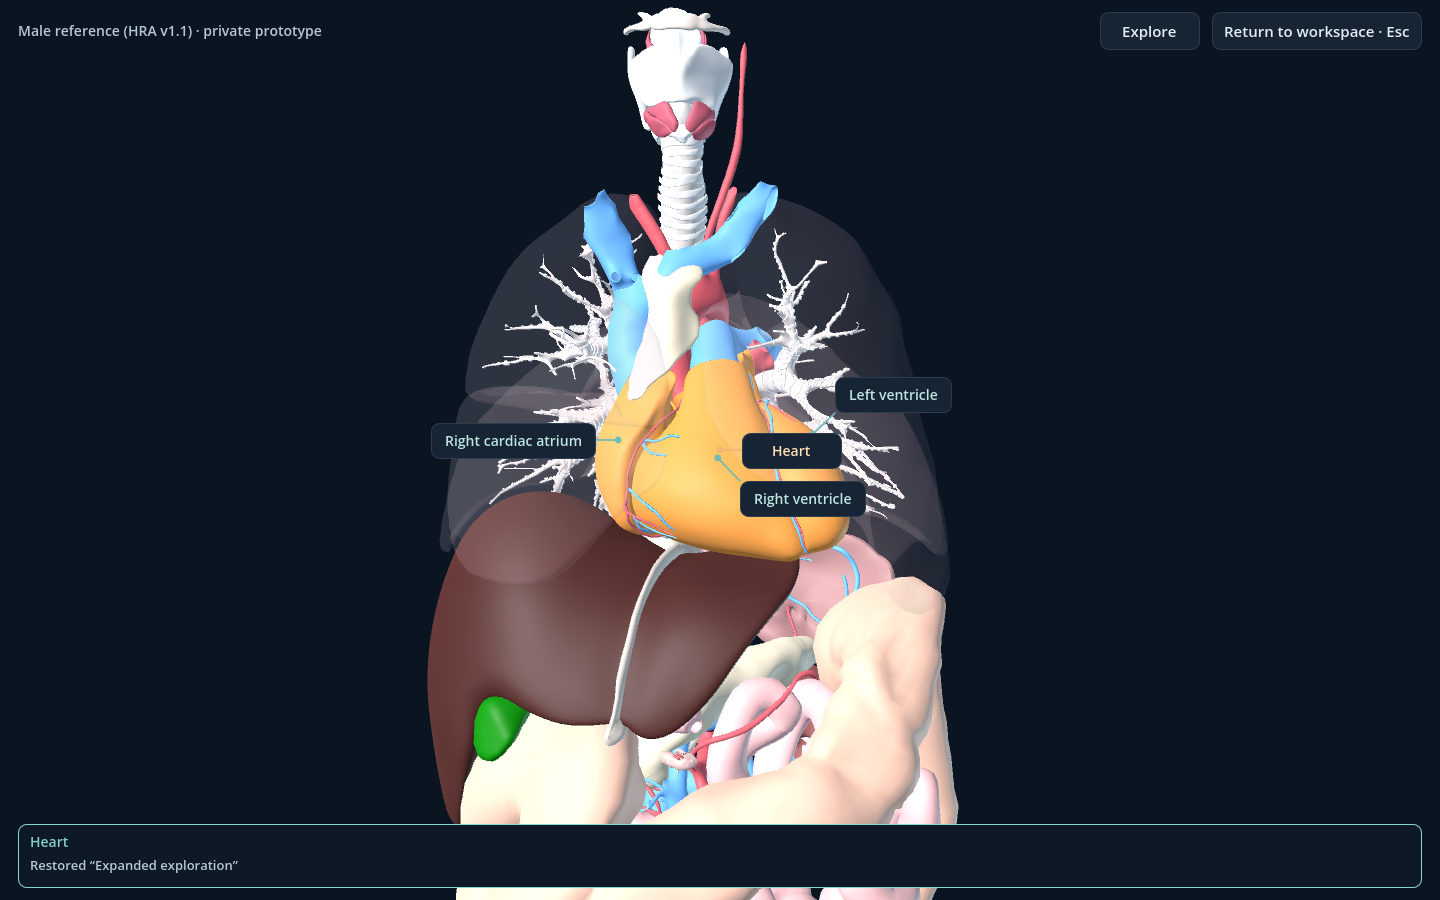 Male reference (HRA v1.1) · private prototype
Explore
Return to workspace · Esc
Left ventricle
Right cardiac atrium
Heart
Right ventricle
Heart
Restored “Expanded exploration”